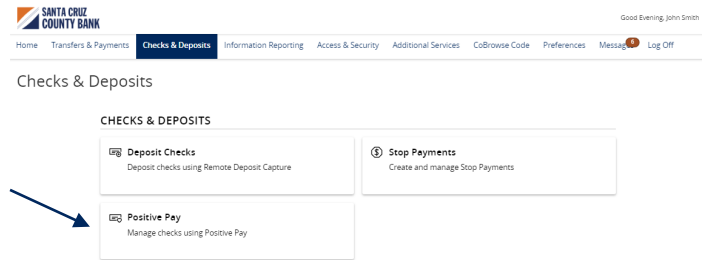 SANTA CRUZ
COUNTY BANK
Good Evening, John Smith
Home Transfers & Payments Checks & Deposits Information Reporting Access & Security Additional Services CoBrowse Code Preferences Messages 6 Log Off
Checks & Deposits
CHECKS & DEPOSITS
Deposit Checks
Deposit checks using Remote Deposit Capture
$ Stop Payments
Create and manage Stop Payments
Positive Pay
Manage checks using Positive Pay